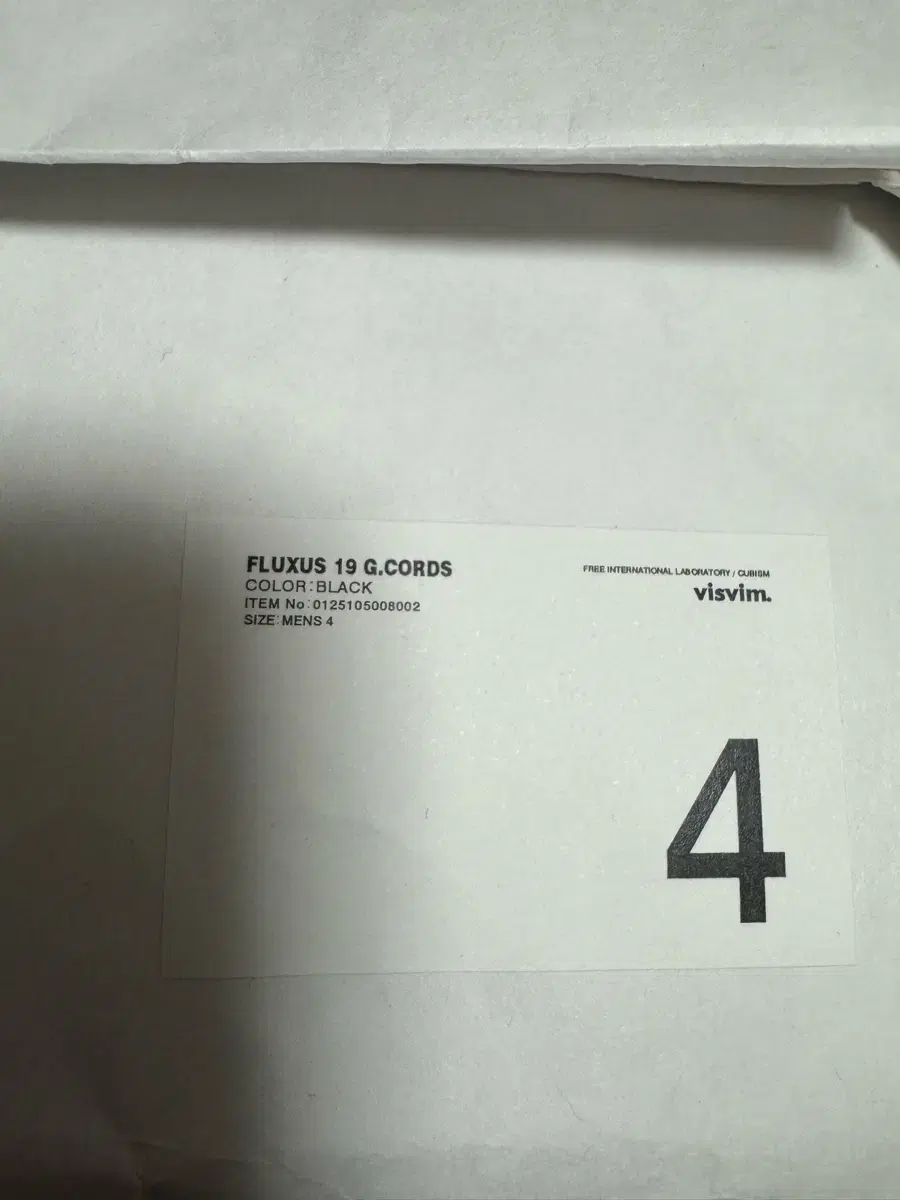 FLUXUS 19 G.CORDS
COLOR:BLACK
ITEM No:0125105008002
SIZE:MENS 4
FREE INTERNATIONAL LABORATORY / CUBISM
visvim.
4